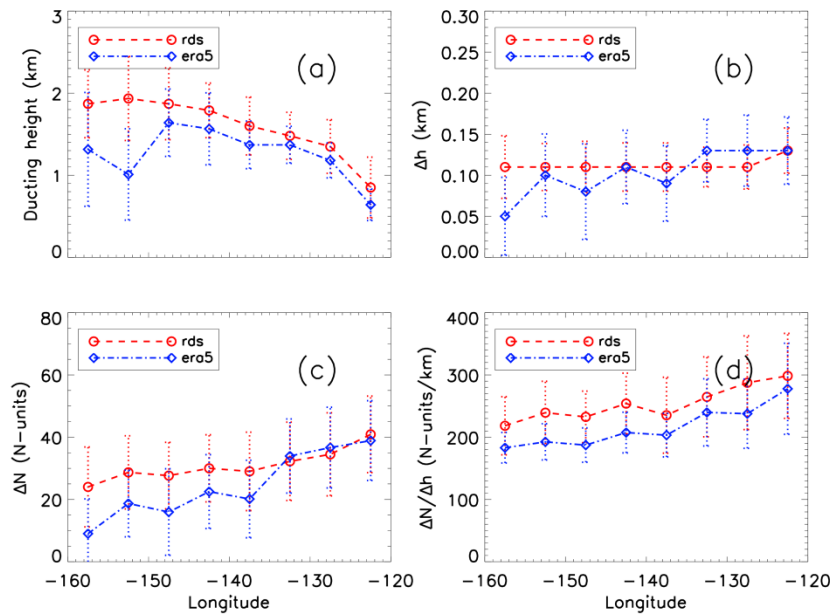 3
2
1
0
Ducting height (km)
rds
era5
(a)
0.30
0.25
0.20
0.15
0.10
0.05
0.00
Δh (km)
rds
era5
(b)
80
60
40
20
0
ΔN (N-units)
rds
era5
(c)
-160
-150
-140
-130
-120
Longitude
400
300
200
100
0
ΔN/Δh (N-units/km)
rds
era5
(d)
-160
-150
-140
-130
-120
Longitude